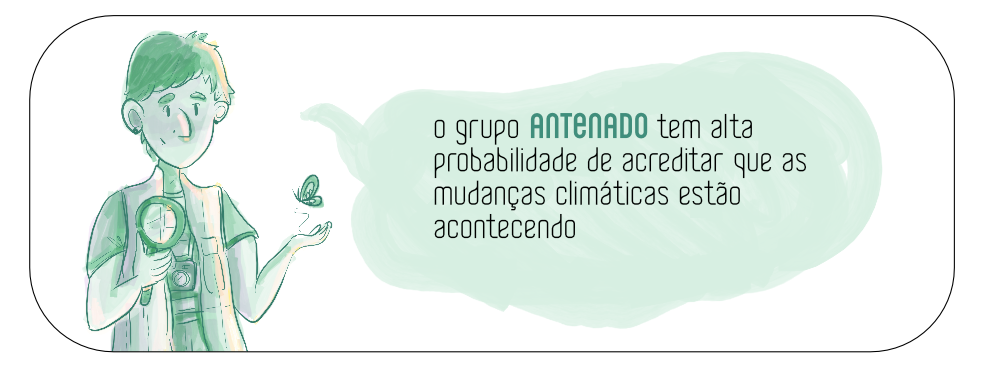 o grupo ANTENADO tem alta
probabilidade de acreditar que as
mudanças climáticas estão
acontecendo